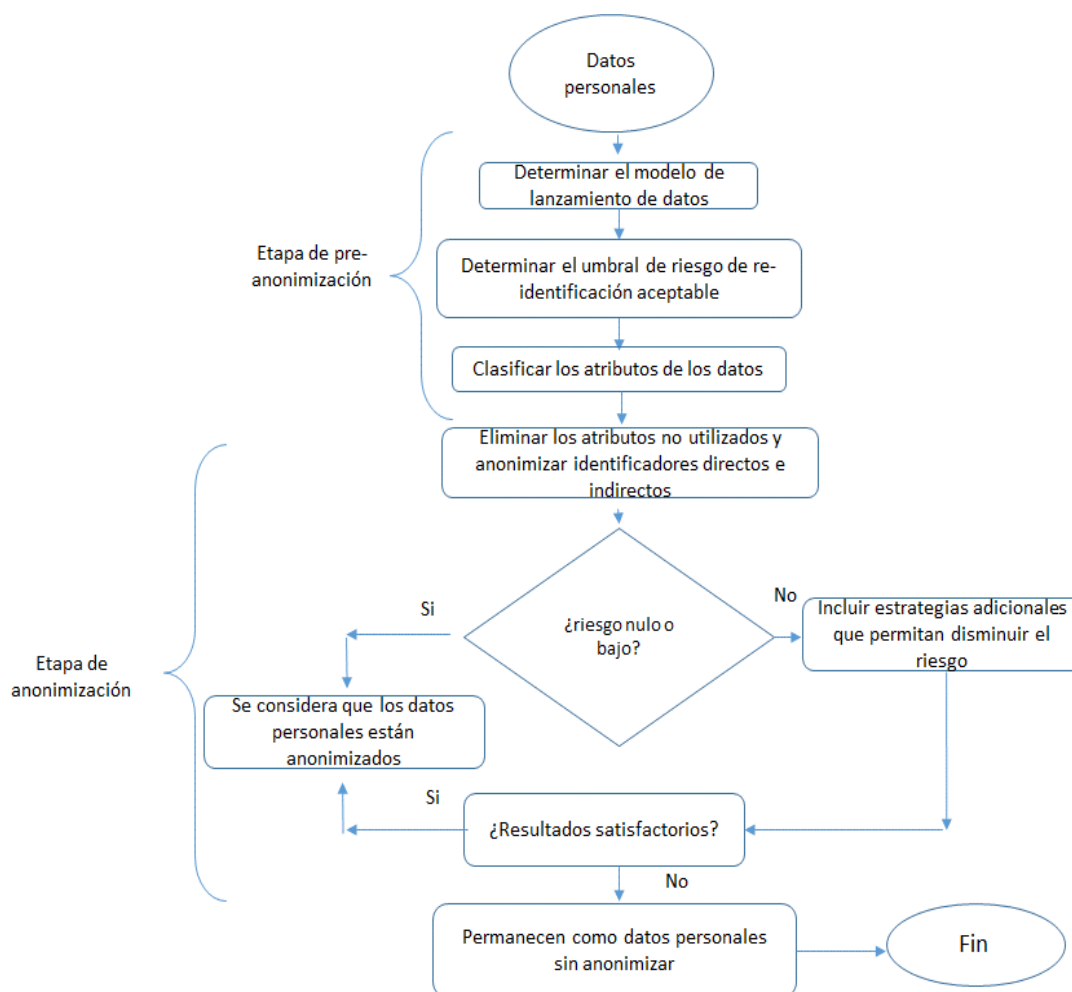 Datos
personales
Determinar el modelo de
lanzamiento de datos
Etapa de pre-
anonimización
Determinar el umbral de riesgo de re-
identificación aceptable
Clasificar los atributos de los datos
Eliminar los atributos no utilizados y
anonimizar identificadores directos e
indirectos
Si
¿riesgo nulo o
bajo?
No
Incluir estrategias adicionales
que permitan disminuir el
riesgo
Etapa de
anonimización
Se considera que los datos
personales están
anonimizados
Si
¿Resultados satisfactorios?
No
Permanecen como datos personales
sin anonimizar
Fin